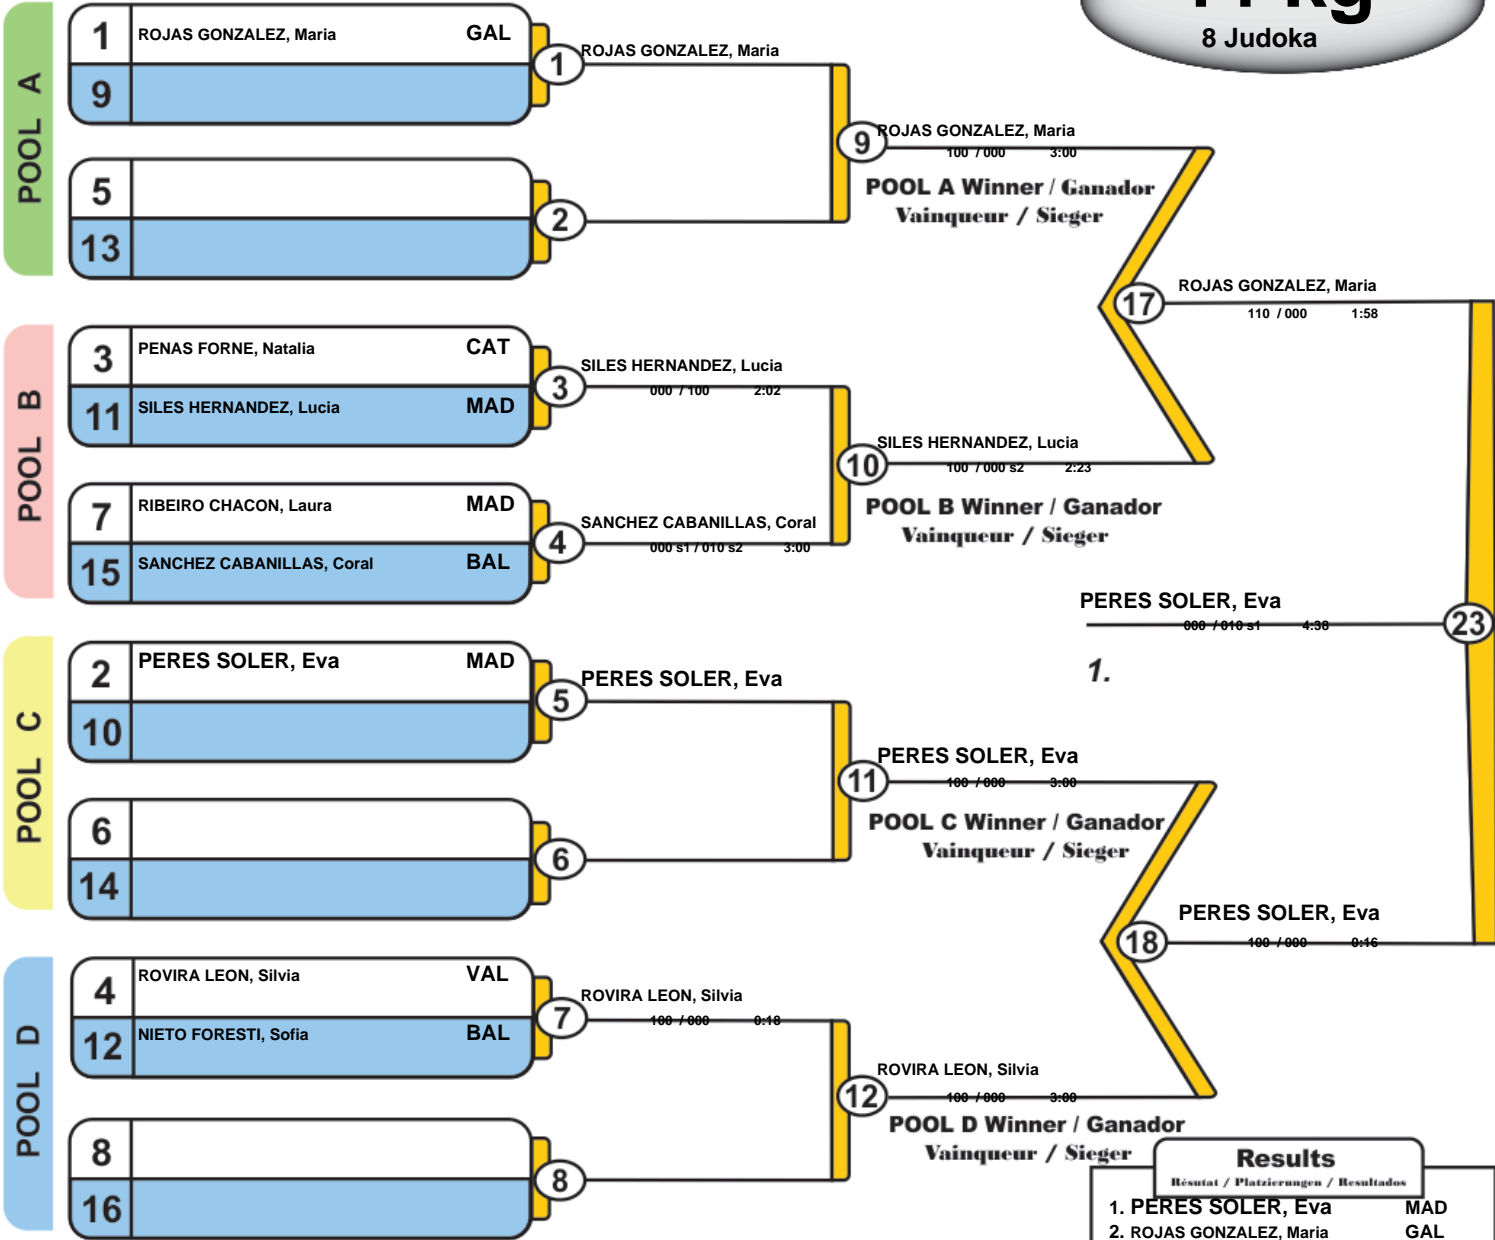 8 Judoka
POOL A
1 ROJAS GONZALEZ, Maria GAL
9
5
13
1 ROJAS GONZALEZ, Maria
2
9 ROJAS GONZALEZ, Maria
100 / 000 3:00
POOL A Winner / Ganador
Vainqueur / Sieger
17 ROJAS GONZALEZ, Maria
110 / 000 1:58
POOL B
3 PENAS FORNE, Natalia CAT
11 SILES HERNANDEZ, Lucia MAD
7 RIBEIRO CHACON, Laura MAD
15 SANCHEZ CABANILLAS, Coral BAL
3 SILES HERNANDEZ, Lucia
000 / 100 2:02
4 SANCHEZ CABANILLAS, Coral
000 s1 / 010 s2 3:00
10 SILES HERNANDEZ, Lucia
100 / 000 s2 2:23
POOL B Winner / Ganador
Vainqueur / Sieger
PERES SOLER, Eva
000 / 010 s1 4:38
23
1.
POOL C
2 PERES SOLER, Eva MAD
10
6
14
5 PERES SOLER, Eva
6
11 PERES SOLER, Eva
100 / 000 3:00
POOL C Winner / Ganador
Vainqueur / Sieger
18 PERES SOLER, Eva
100 / 000 0:16
POOL D
4 ROVIRA LEON, Silvia VAL
12 NIETO FORESTI, Sofia BAL
8
16
7 ROVIRA LEON, Silvia
100 / 000 0:18
8
12 ROVIRA LEON, Silvia
100 / 000 3:00
POOL D Winner / Ganador
Vainqueur / Sieger
Results
Résutat / Platzierungen / Resultados
1. PERES SOLER, Eva MAD
2. ROJAS GONZALEZ, Maria GAL